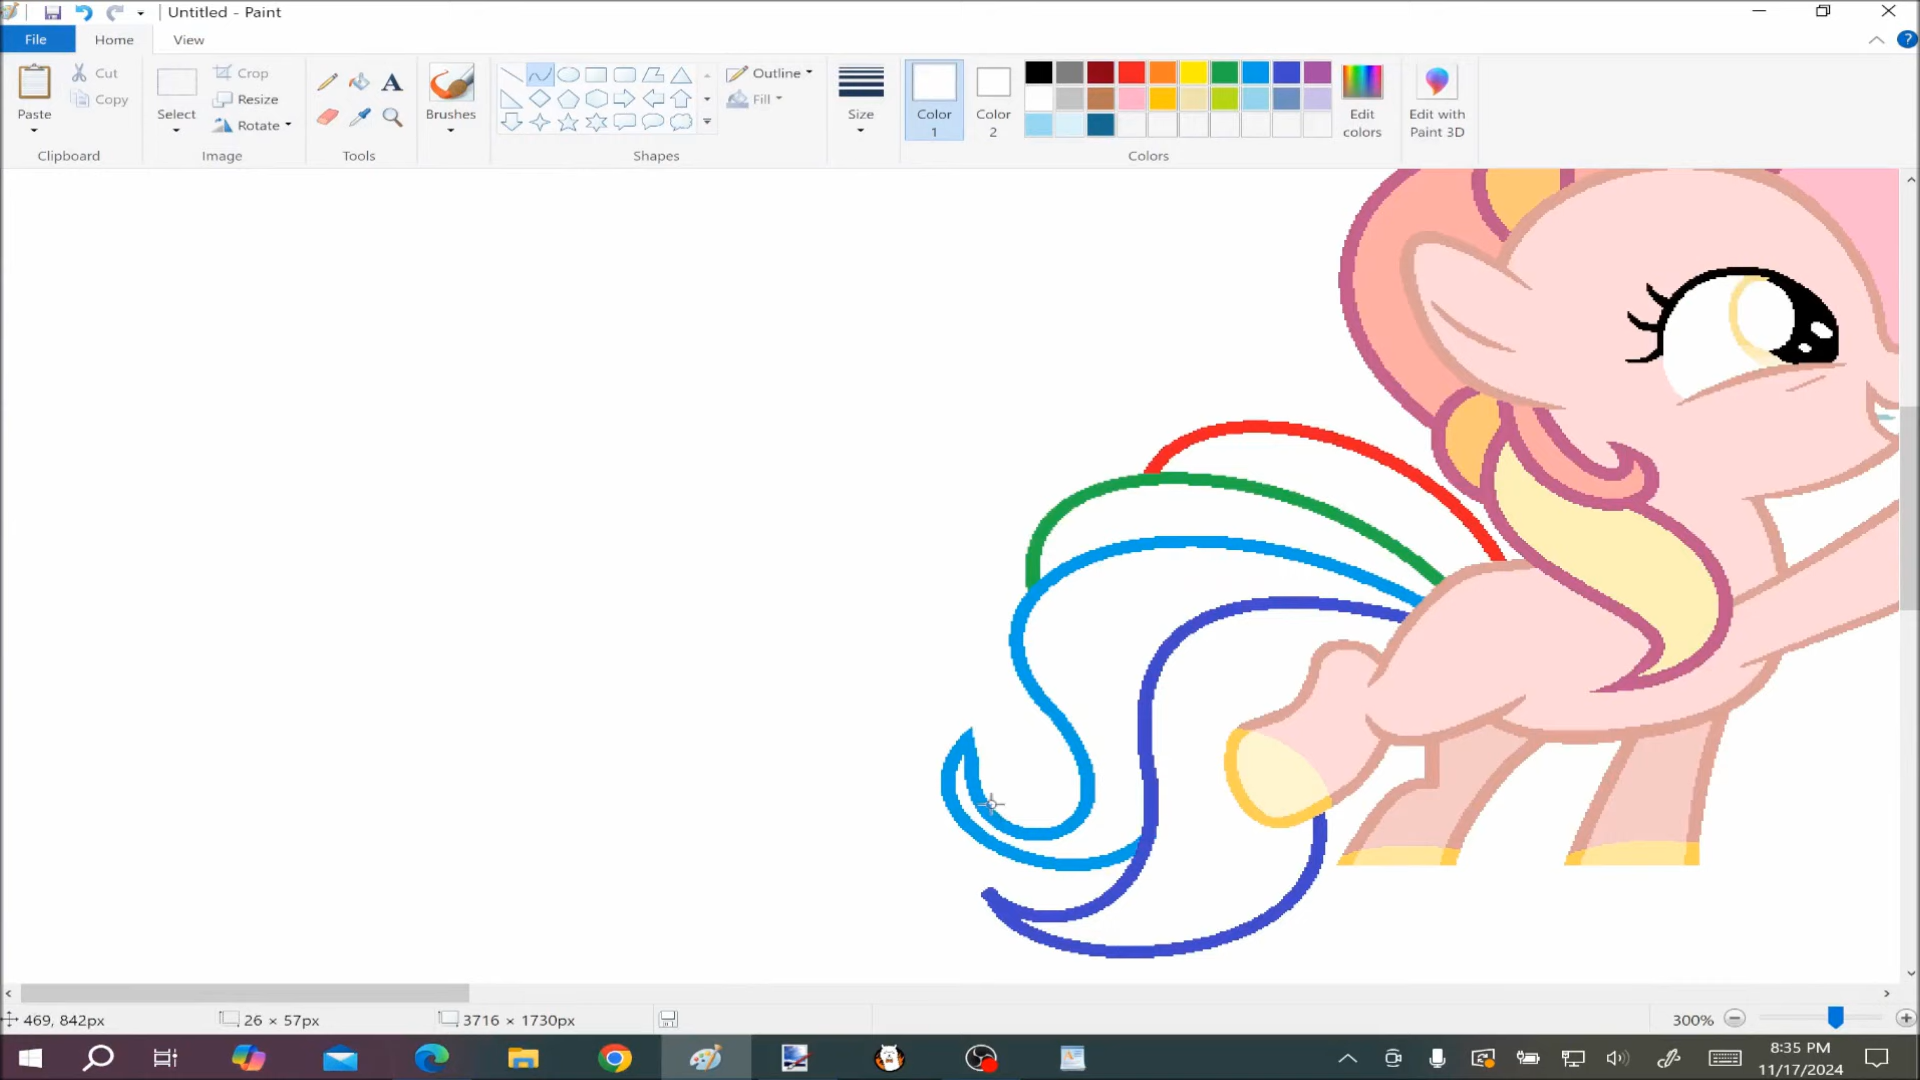 Untitled - Paint
File
Home
View
Paste
Cut
Copy
Clipboard
Select
Crop
Resize
Rotate
Image
A
Tools
Brushes
Outline
Fill
Shapes
Size
Color
1
Color
2
Colors
Edit
colors
Edit with
Paint 3D
469, 842px
26 × 57px
3716 × 1730px
300%
8:35 PM
11/17/2024